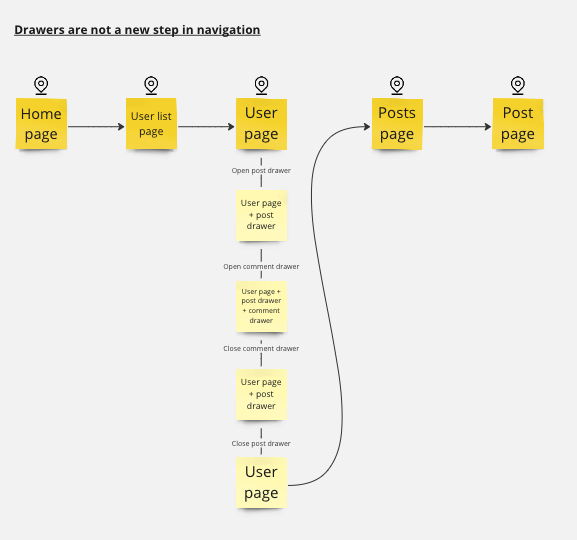 Drawers are not a new step in navigation
Home
page
User list
page
User
page
Posts
page
Post
page
Open post drawer
User page
+ post
drawer
Open comment drawer
User page +
post drawer
+ comment
drawer
Close comment drawer
User page
+ post
drawer
Close post drawer
User
page